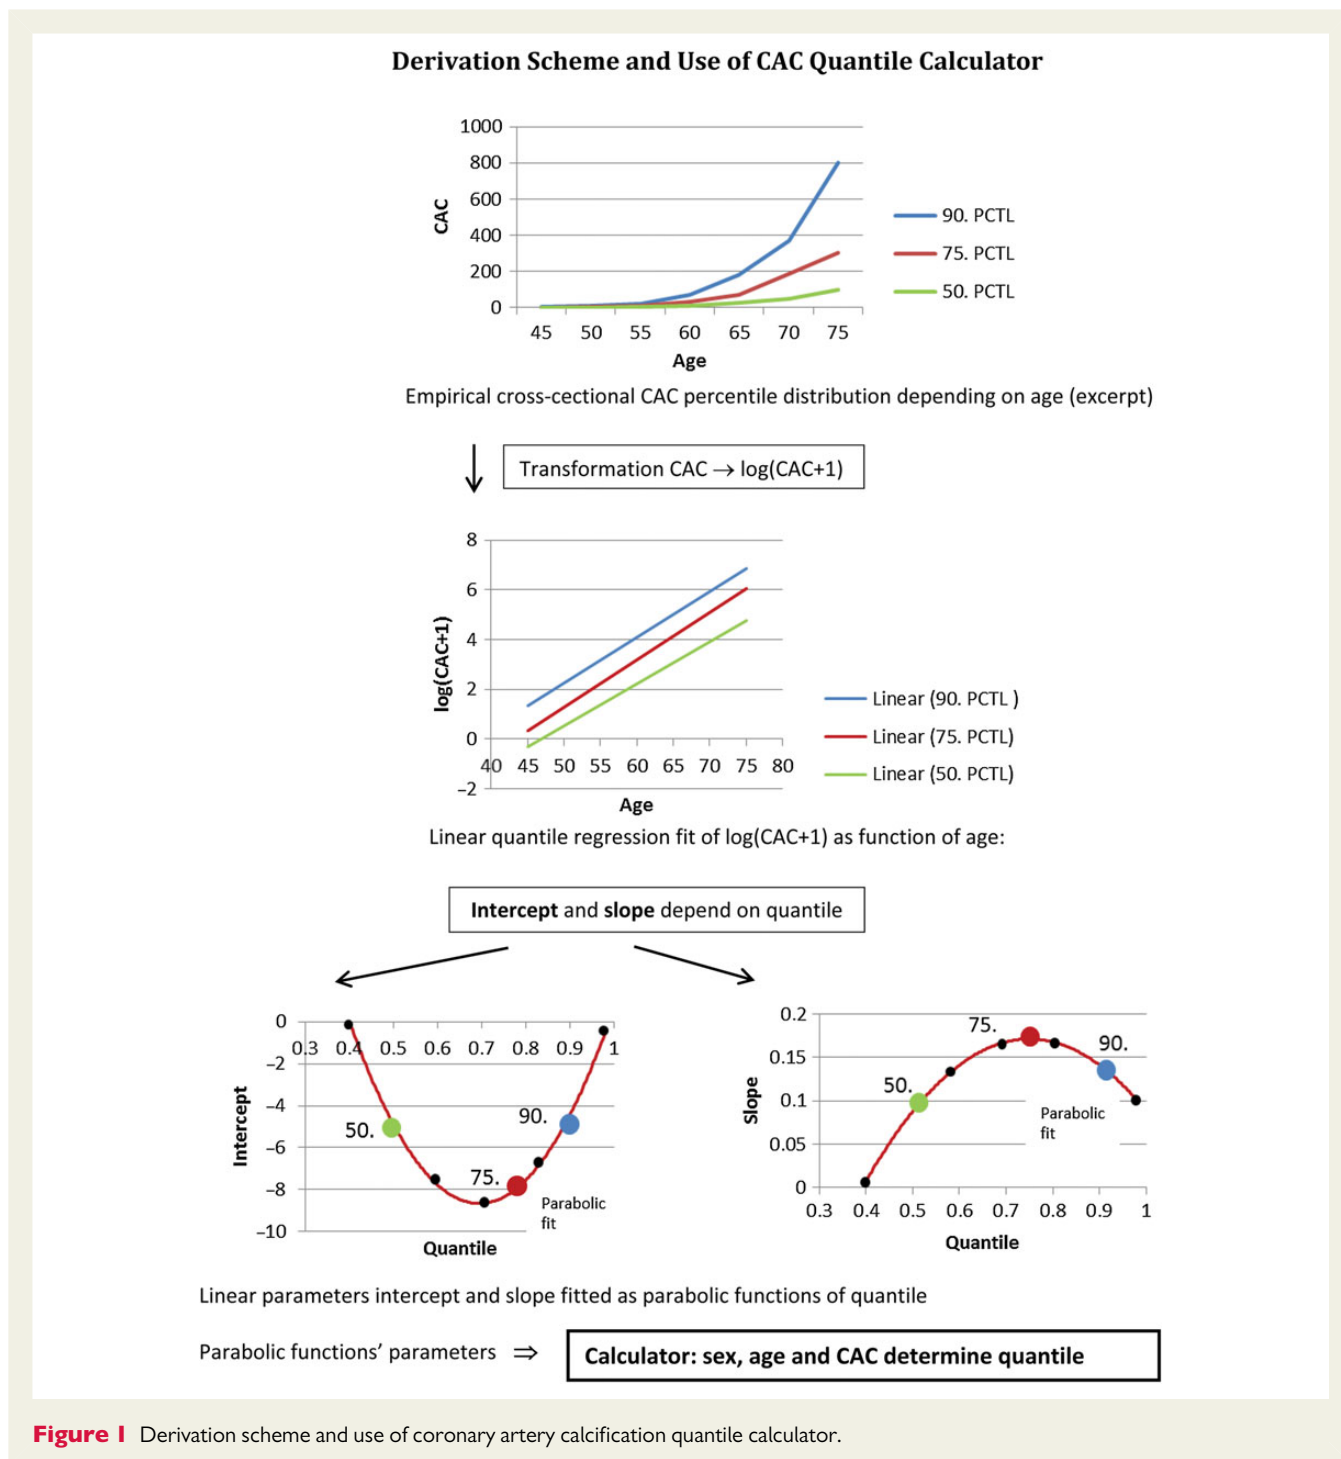 Derivation Scheme and Use of CAC Quantile Calculator
1000
800
600
400
200
0
CAC
45 50 55 60 65 70 75
Age
90. PCTL
75. PCTL
50. PCTL
Empirical cross-cectional CAC percentile distribution depending on age (excerpt)
Transformation CAC → log(CAC+1)
8
6
4
2
0
−2
log(CAC+1)
40 45 50 55 60 65 70 75 80
Age
Linear (90. PCTL )
Linear (75. PCTL)
Linear (50. PCTL)
Linear quantile regression fit of log(CAC+1) as function of age:
Intercept and slope depend on quantile
0
−2
−4
−6
−8
−10
Intercept
0.3 0.4 0.5 0.6 0.7 0.8 0.9 1
50.
75.
90.
Parabolic
fit
Quantile
0.2
0.15
0.1
0.05
0
Slope
50.
75.
90.
Parabolic
fit
0.3 0.4 0.5 0.6 0.7 0.8 0.9 1
Quantile
Linear parameters intercept and slope fitted as parabolic functions of quantile
Parabolic functions’ parameters ⇒ Calculator: sex, age and CAC determine quantile
Figure 1 Derivation scheme and use of coronary artery calcification quantile calculator.